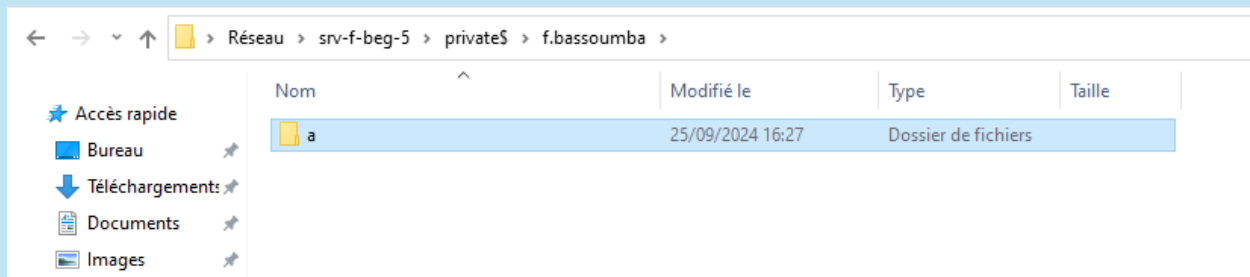 Réseau > srv-f-beg-5 > private$ > f.bassoumba >
Nom Modifié le Type Taille
Accès rapide
a 25/09/2024 16:27 Dossier de fichiers
Bureau
Téléchargements
Documents
Images